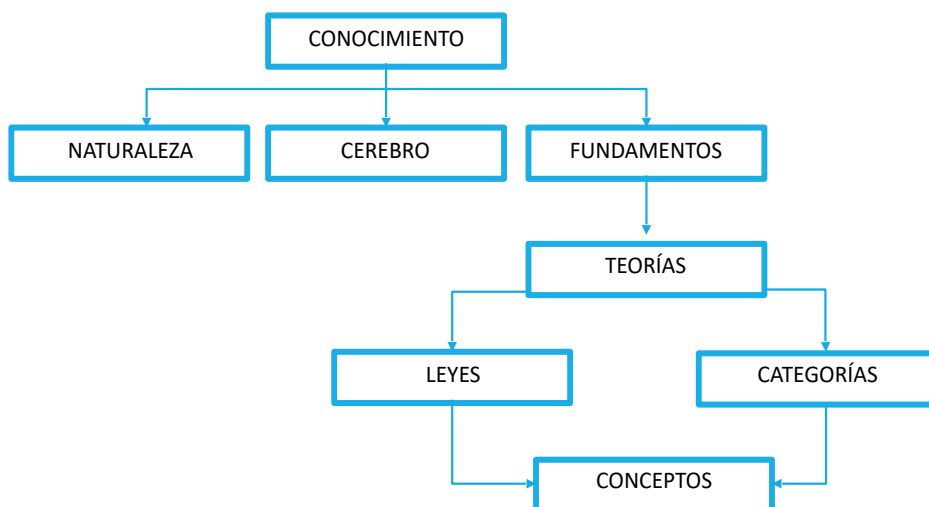 CONOCIMIENTO
NATURALEZA
CEREBRO
FUNDAMENTOS
TEORÍAS
LEYES
CATEGORÍAS
CONCEPTOS